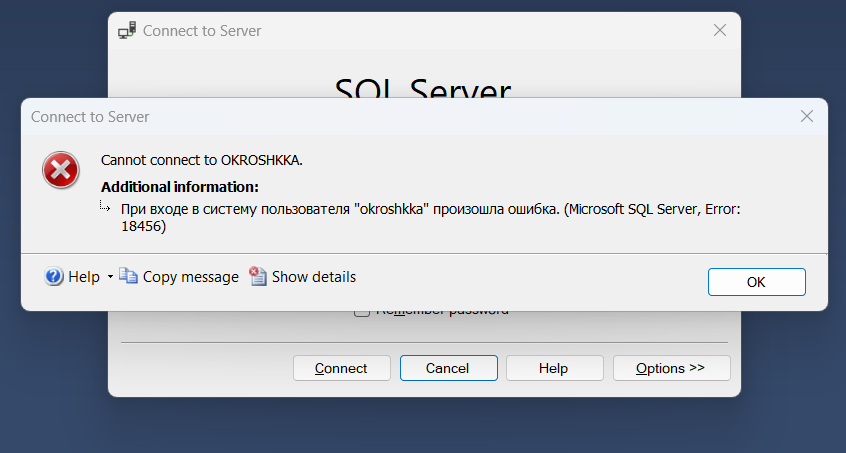 Connect to Server
SQL Server
Connect to Server
Cannot connect to OKROSHKKA.
Additional information:
При входе в систему пользователя "okroshkka" произошла ошибка. (Microsoft SQL Server, Error:
18456)
Help
Copy message
Show details
OK
Remember password
Connect
Cancel
Help
Options >>